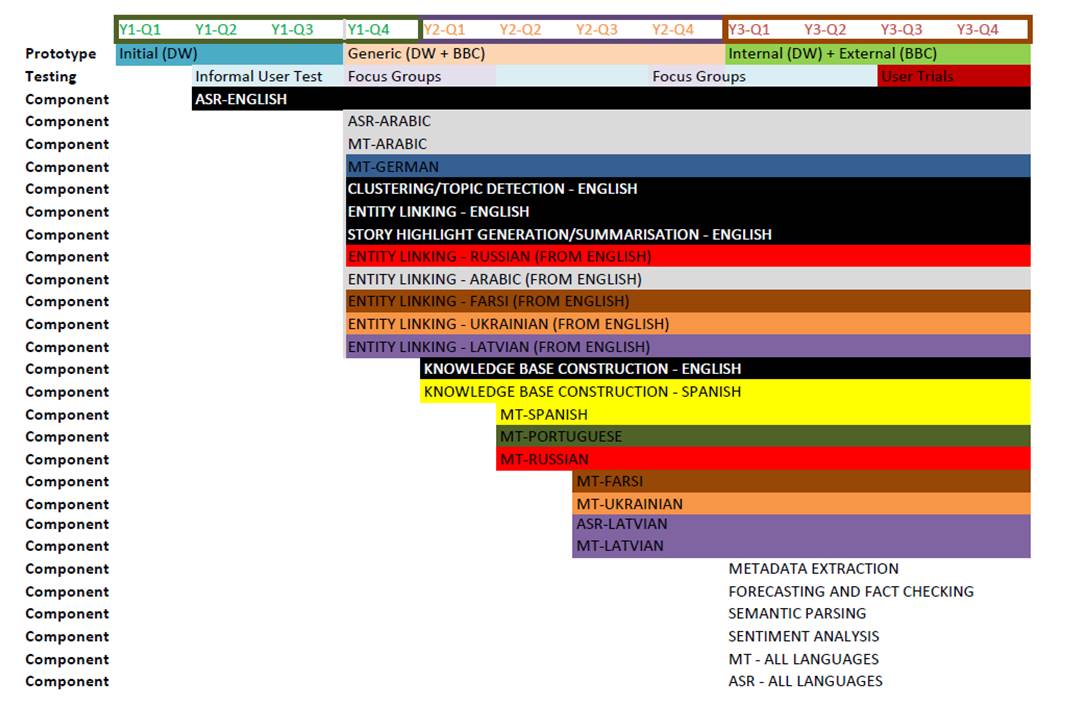 Y1-Q1 Y1-Q2 Y1-Q3 Y1-Q4 Y2-Q1 Y2-Q2 Y2-Q3 Y2-Q4 Y3-Q1 Y3-Q2 Y3-Q3 Y3-Q4
Prototype Initial (DW) Generic (DW + BBC) Internal (DW) + External (BBC)
Testing Informal User Test Focus Groups Focus Groups User Trials
Component ASR-ENGLISH
Component ASR-ARABIC
Component MT-ARABIC
Component MT-GERMAN
Component CLUSTERING/TOPIC DETECTION - ENGLISH
Component ENTITY LINKING - ENGLISH
Component STORY HIGHLIGHT GENERATION/SUMMARISATION - ENGLISH
Component ENTITY LINKING - RUSSIAN (FROM ENGLISH)
Component ENTITY LINKING - ARABIC (FROM ENGLISH)
Component ENTITY LINKING - FARSI (FROM ENGLISH)
Component ENTITY LINKING - UKRAINIAN (FROM ENGLISH)
Component ENTITY LINKING - LATVIAN (FROM ENGLISH)
Component KNOWLEDGE BASE CONSTRUCTION - ENGLISH
Component KNOWLEDGE BASE CONSTRUCTION - SPANISH
Component MT-SPANISH
Component MT-PORTUGUESE
Component MT-RUSSIAN
Component MT-FARSI
Component MT-UKRAINIAN
Component ASR-LATVIAN
Component MT-LATVIAN
Component METADATA EXTRACTION
Component FORECASTING AND FACT CHECKING
Component SEMANTIC PARSING
Component SENTIMENT ANALYSIS
Component MT - ALL LANGUAGES
Component ASR - ALL LANGUAGES